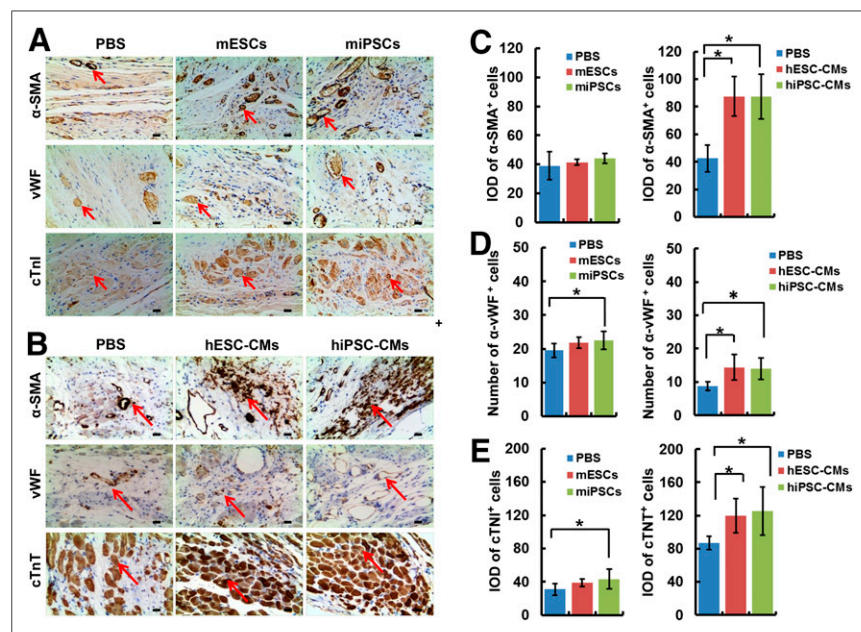 A
PBS mESCs miPSCs
α-SMA
vWF
cTnI
+
B
PBS hESC-CMs hiPSC-CMs
α-SMA
vWF
cTnT
C
IOD of α-SMA⁺ cells
120
100
80
60
40
20
0
PBS
mESCs
miPSCs
IOD of α-SMA⁺ cells
120
100
80
60
40
20
0
* *
PBS
hESC-CMs
hiPSC-CMs
D
Number of α-vWF⁺ cells
50
40
30
20
10
0
*
PBS
mESCs
miPSCs
Number of α-vWF⁺ cells
50
40
30
20
10
0
* *
PBS
hESC-CMs
hiPSC-CMs
E
IOD of cTNI⁺ cells
200
160
120
80
40
0
*
PBS
mESCs
miPSCs
IOD of cTNT⁺ cells
200
160
120
80
40
0
* *
PBS
hESC-CMs
hiPSC-CMs